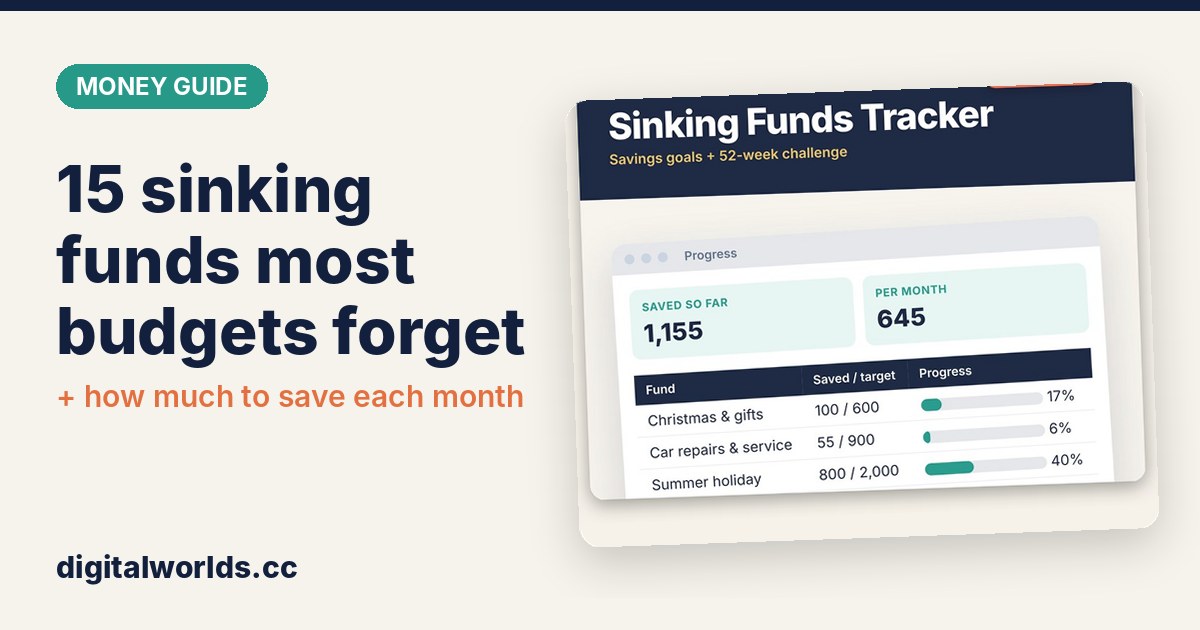 MONEY GUIDE
15 sinking
funds most
budgets forget
+ how much to save each month
digitalworlds.cc
Sinking Funds Tracker
Savings goals + 52-week challenge
Progress
SAVED SO FAR
1,155
PER MONTH
645
Fund Saved / target Progress
Christmas & gifts 100 / 600 17%
Car repairs & service 55 / 900 6%
Summer holiday 800 / 2,000 40%